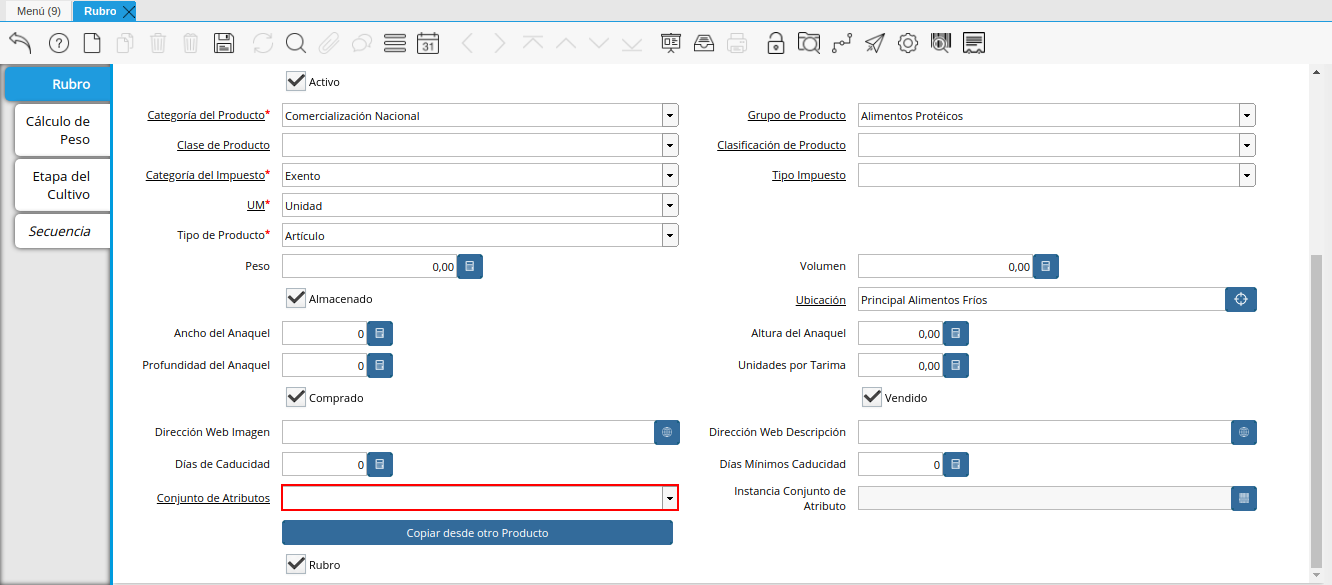 Menú (9)
Rubro
31
Rubro
Cálculo de
Peso
Etapa del
Cultivo
Secuencia
Activo
Categoría del Producto*
Comercialización Nacional
Grupo de Producto
Alimentos Protéicos
Clase de Producto
Clasificación de Producto
Categoría del Impuesto*
Exento
Tipo Impuesto
UM*
Unidad
Tipo de Producto*
Artículo
Peso
0,00
Volumen
0,00
Almacenado
Ubicación
Principal Alimentos Fríos
Ancho del Anaquel
0
Altura del Anaquel
0,00
Profundidad del Anaquel
0
Unidades por Tarima
0,00
Comprado
Vendido
Dirección Web Imagen
Dirección Web Descripción
Días de Caducidad
0
Días Mínimos Caducidad
0
Conjunto de Atributos
Instancia Conjunto de
Atributo
Copiar desde otro Producto
Rubro